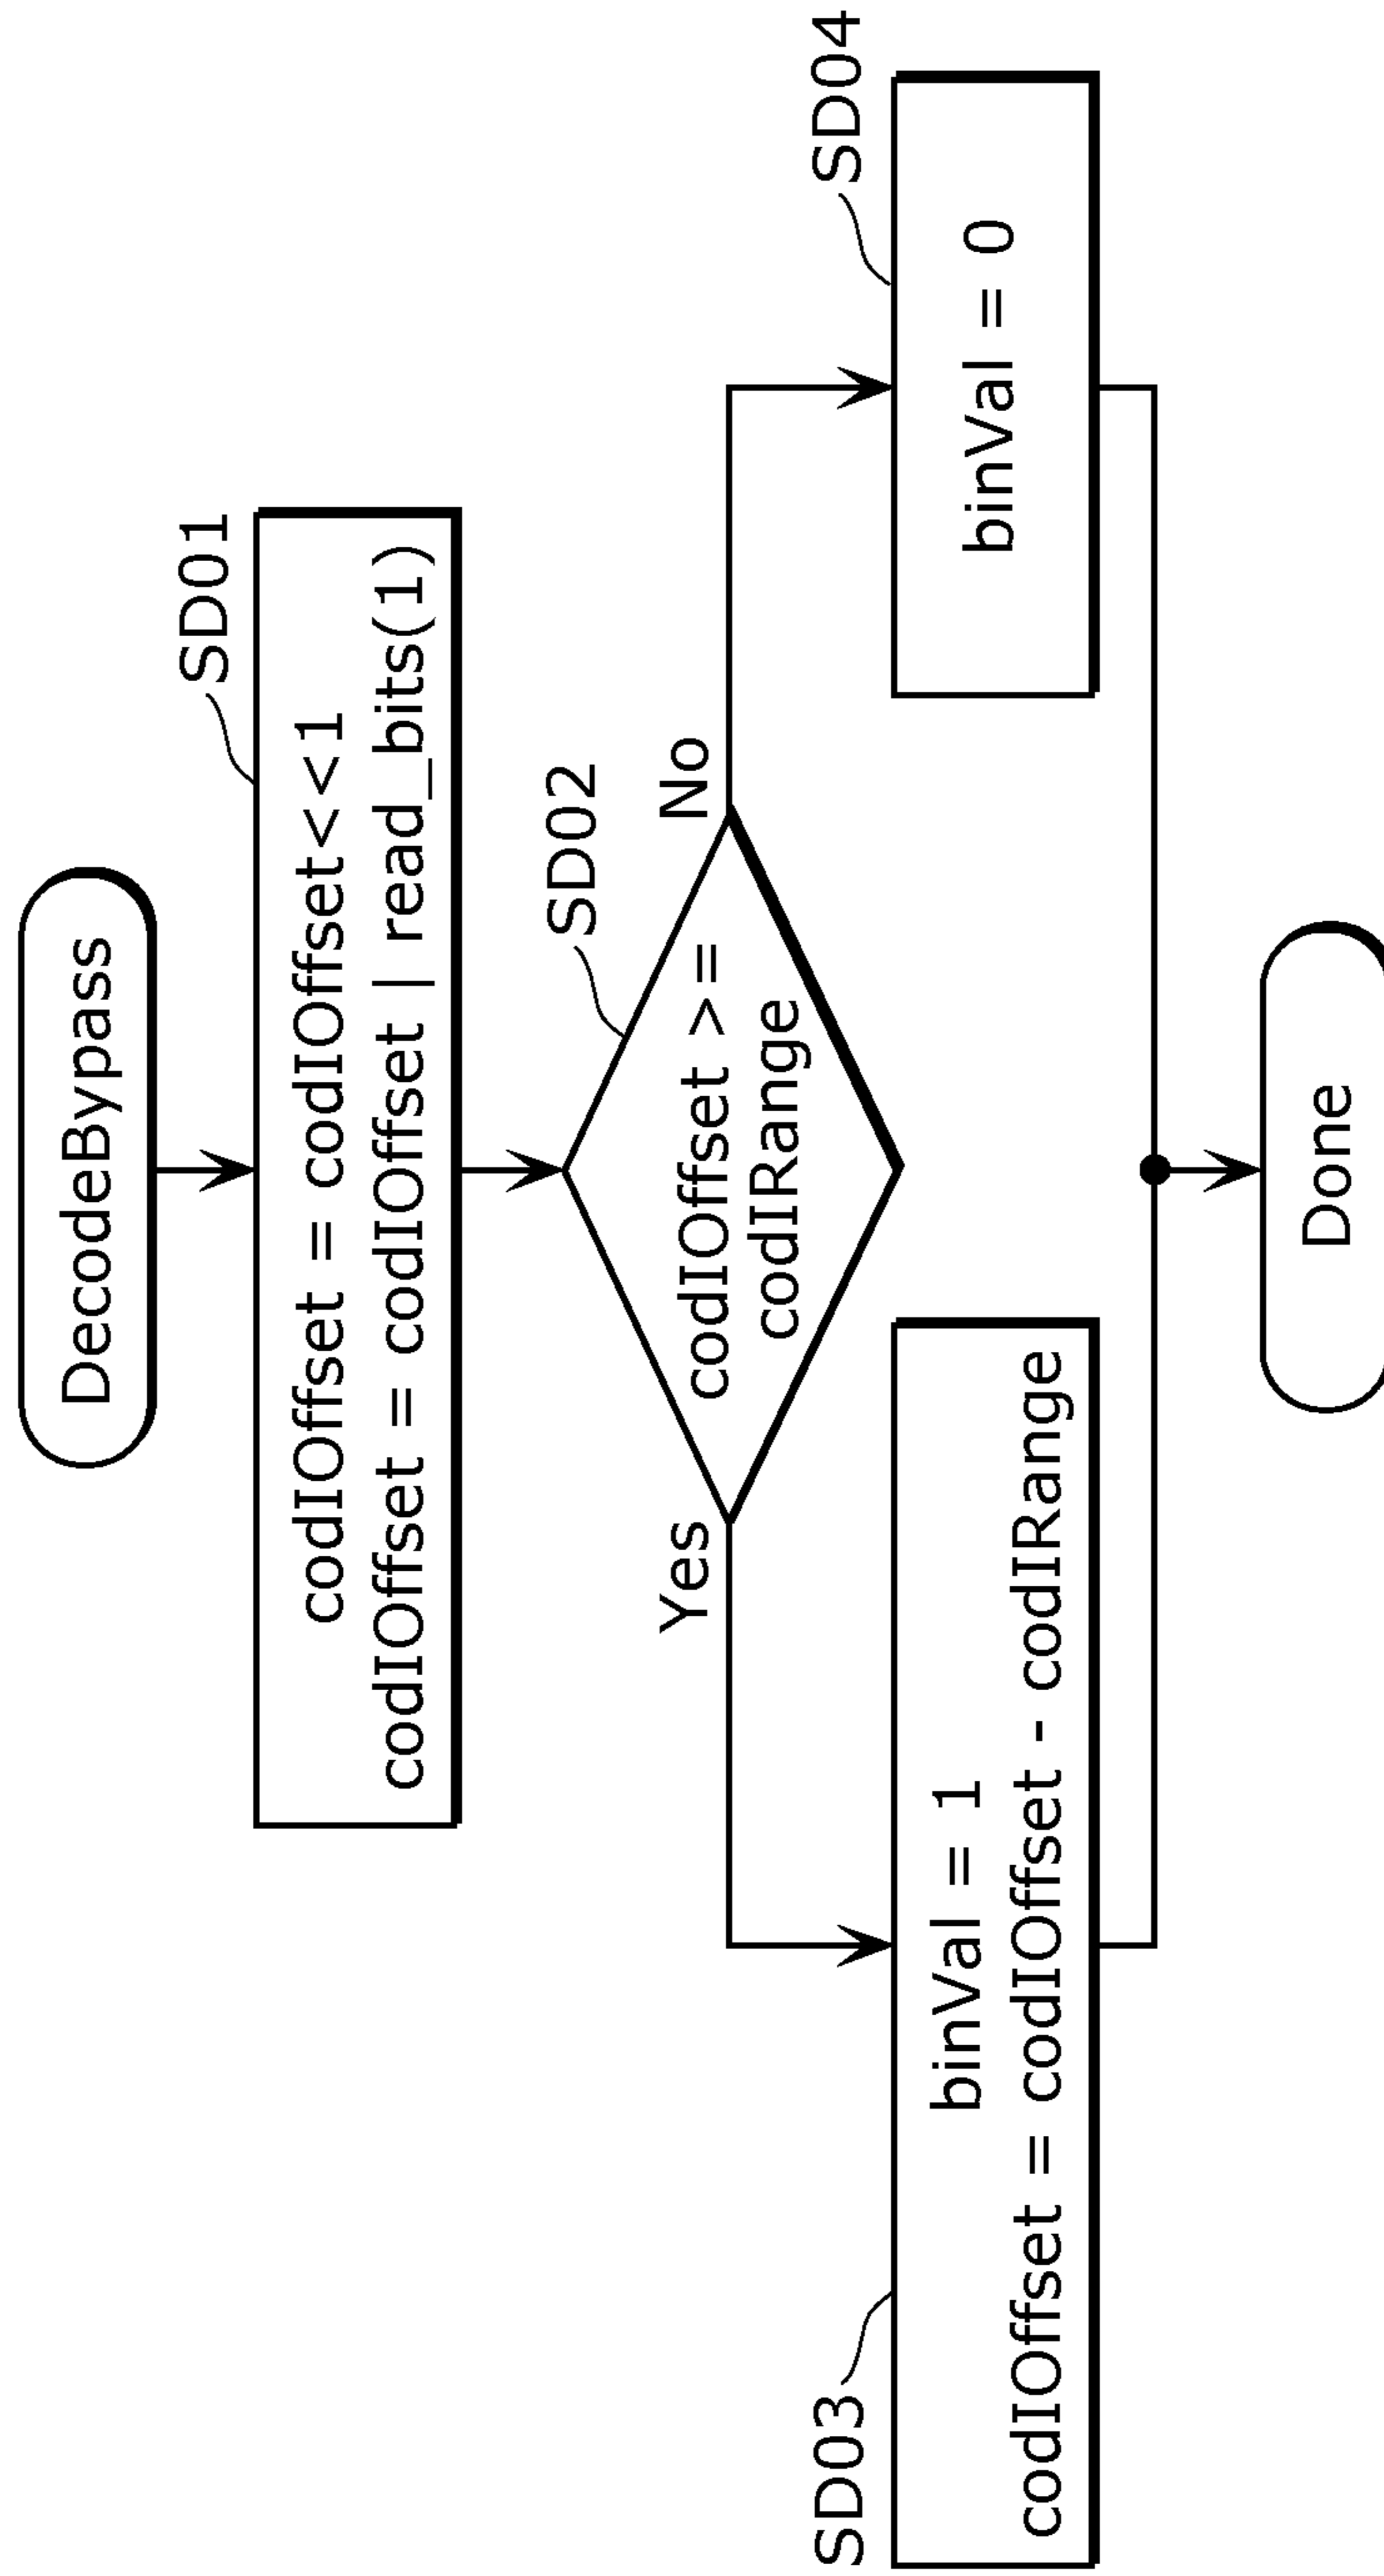 DecodeBypass
SD01
codIOffset = codIOffset<<1
codIOffset = codIOffset | read_bits(1)
SD02
codIOffset >=
codIRange
Yes
No
SD03
binVal = 1
codIOffset = codIOffset - codIRange
SD04
binVal = 0
Done